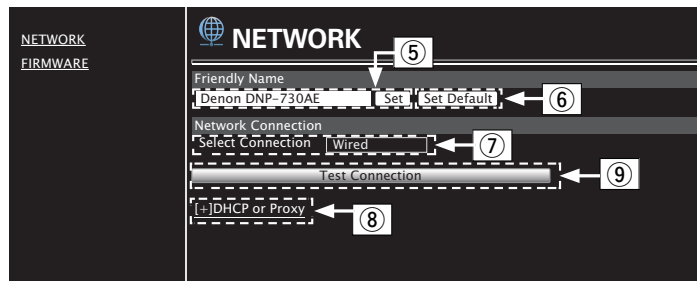 NETWORK
FIRMWARE
NETWORK
⑤
Friendly Name
Denon DNP-730AE Set Set Default ⑥
Network Connection
Select Connection Wired ⑦
Test Connection ⑨
[+]DHCP or Proxy ⑧